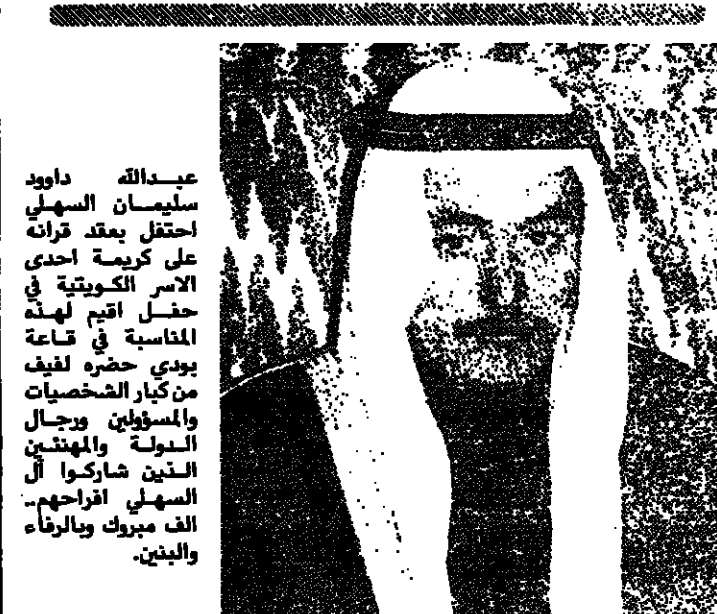 عبدالله داوود
سليمان السهلي
احتفل بعقد قرانه
على كريمة احدى
الاسر الكويتية في
حفل اقيم لهذه
المناسبة في قاعة
بودي حضره لفيف
من كبار الشخصيات
والمسؤولين ورجال
الدولة والمهنئين
الذين شاركوا آل
السهلي افراحهم..
الف مبروك وبالرفاء
والبنين.